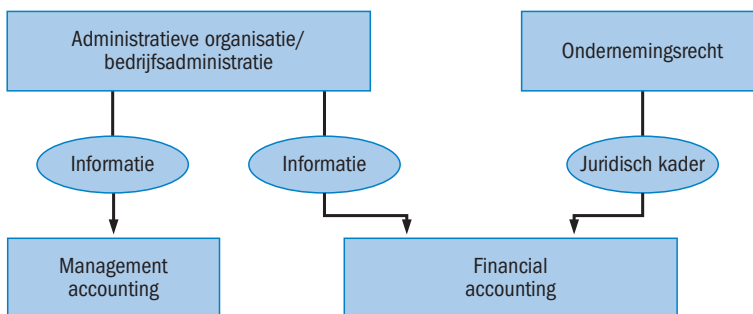 Administratieve organisatie/
bedrijfsadministratie
Ondernemingsrecht
Informatie
Informatie
Juridisch kader
Management
accounting
Financial
accounting